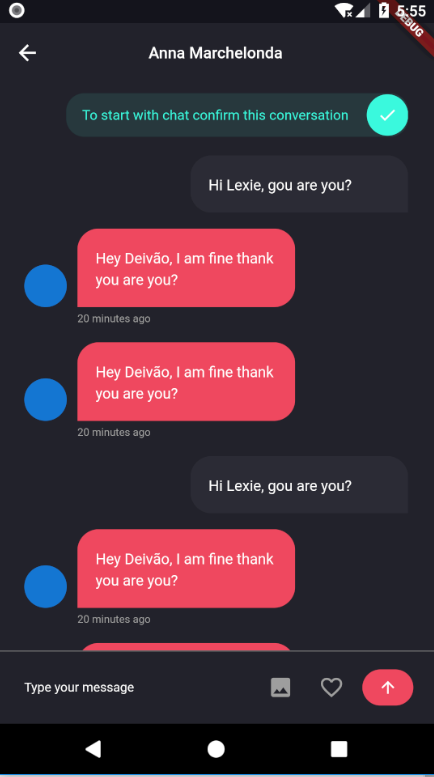 5:55
DEBUG
Anna Marchelonda
To start with chat confirm this conversation
Hi Lexie, gou are you?
Hey Deivão, I am fine thank
you are you?
20 minutes ago
Hey Deivão, I am fine thank
you are you?
20 minutes ago
Hi Lexie, gou are you?
Hey Deivão, I am fine thank
you are you?
20 minutes ago
Type your message